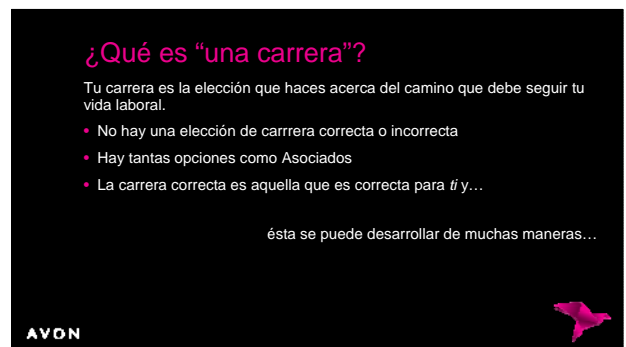 ¿Qué es “una carrera”?
Tu carrera es la elección que haces acerca del camino que debe seguir tu
vida laboral.
• No hay una elección de carrrera correcta o incorrecta
• Hay tantas opciones como Asociados
• La carrera correcta es aquella que es correcta para ti y…
ésta se puede desarrollar de muchas maneras…
AVON